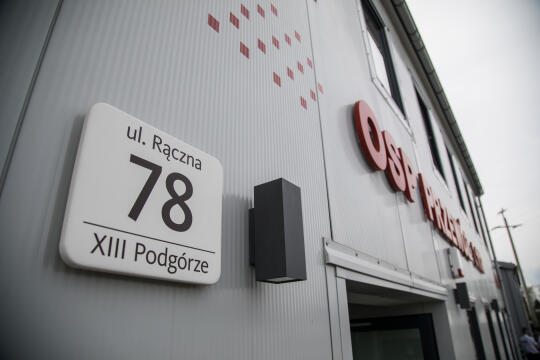 ul. Rączna
78
XIII Podgórze
OSP